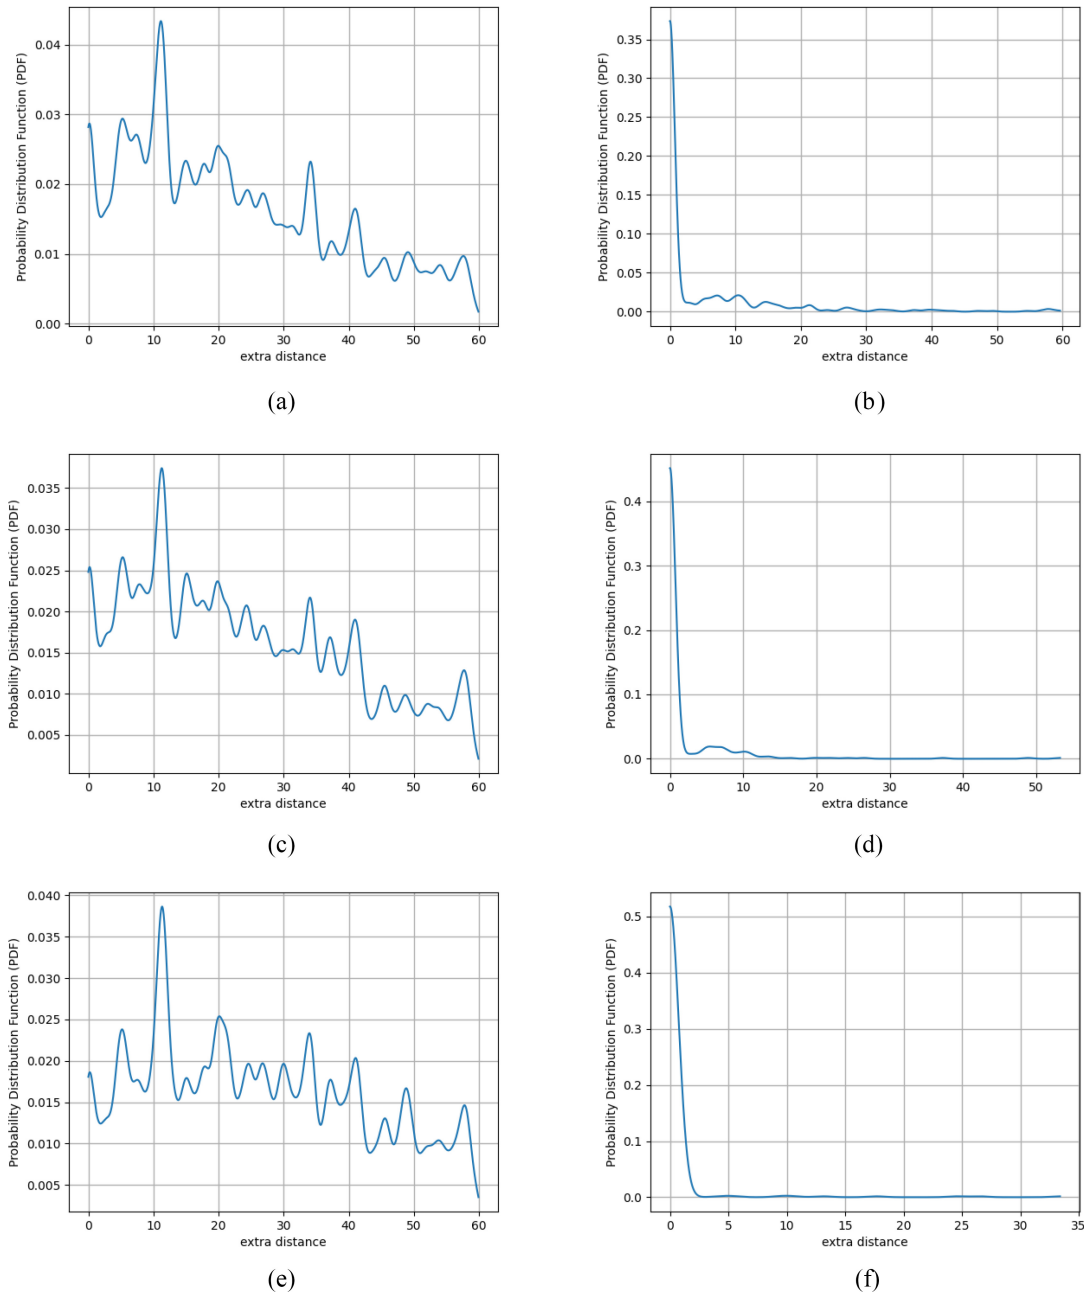 Probability Distribution Function (PDF)
0.04
0.03
0.02
0.01
0.00
0 10 20 30 40 50 60
extra distance
(a)
Probability Distribution Function (PDF)
0.35
0.30
0.25
0.20
0.15
0.10
0.05
0.00
0 10 20 30 40 50 60
extra distance
(b)
Probability Distribution Function (PDF)
0.035
0.030
0.025
0.020
0.015
0.010
0.005
0 10 20 30 40 50 60
extra distance
(c)
Probability Distribution Function (PDF)
0.4
0.3
0.2
0.1
0.0
0 10 20 30 40 50
extra distance
(d)
Probability Distribution Function (PDF)
0.040
0.035
0.030
0.025
0.020
0.015
0.010
0.005
0 10 20 30 40 50 60
extra distance
(e)
Probability Distribution Function (PDF)
0.5
0.4
0.3
0.2
0.1
0.0
0 5 10 15 20 25 30 35
extra distance
(f)